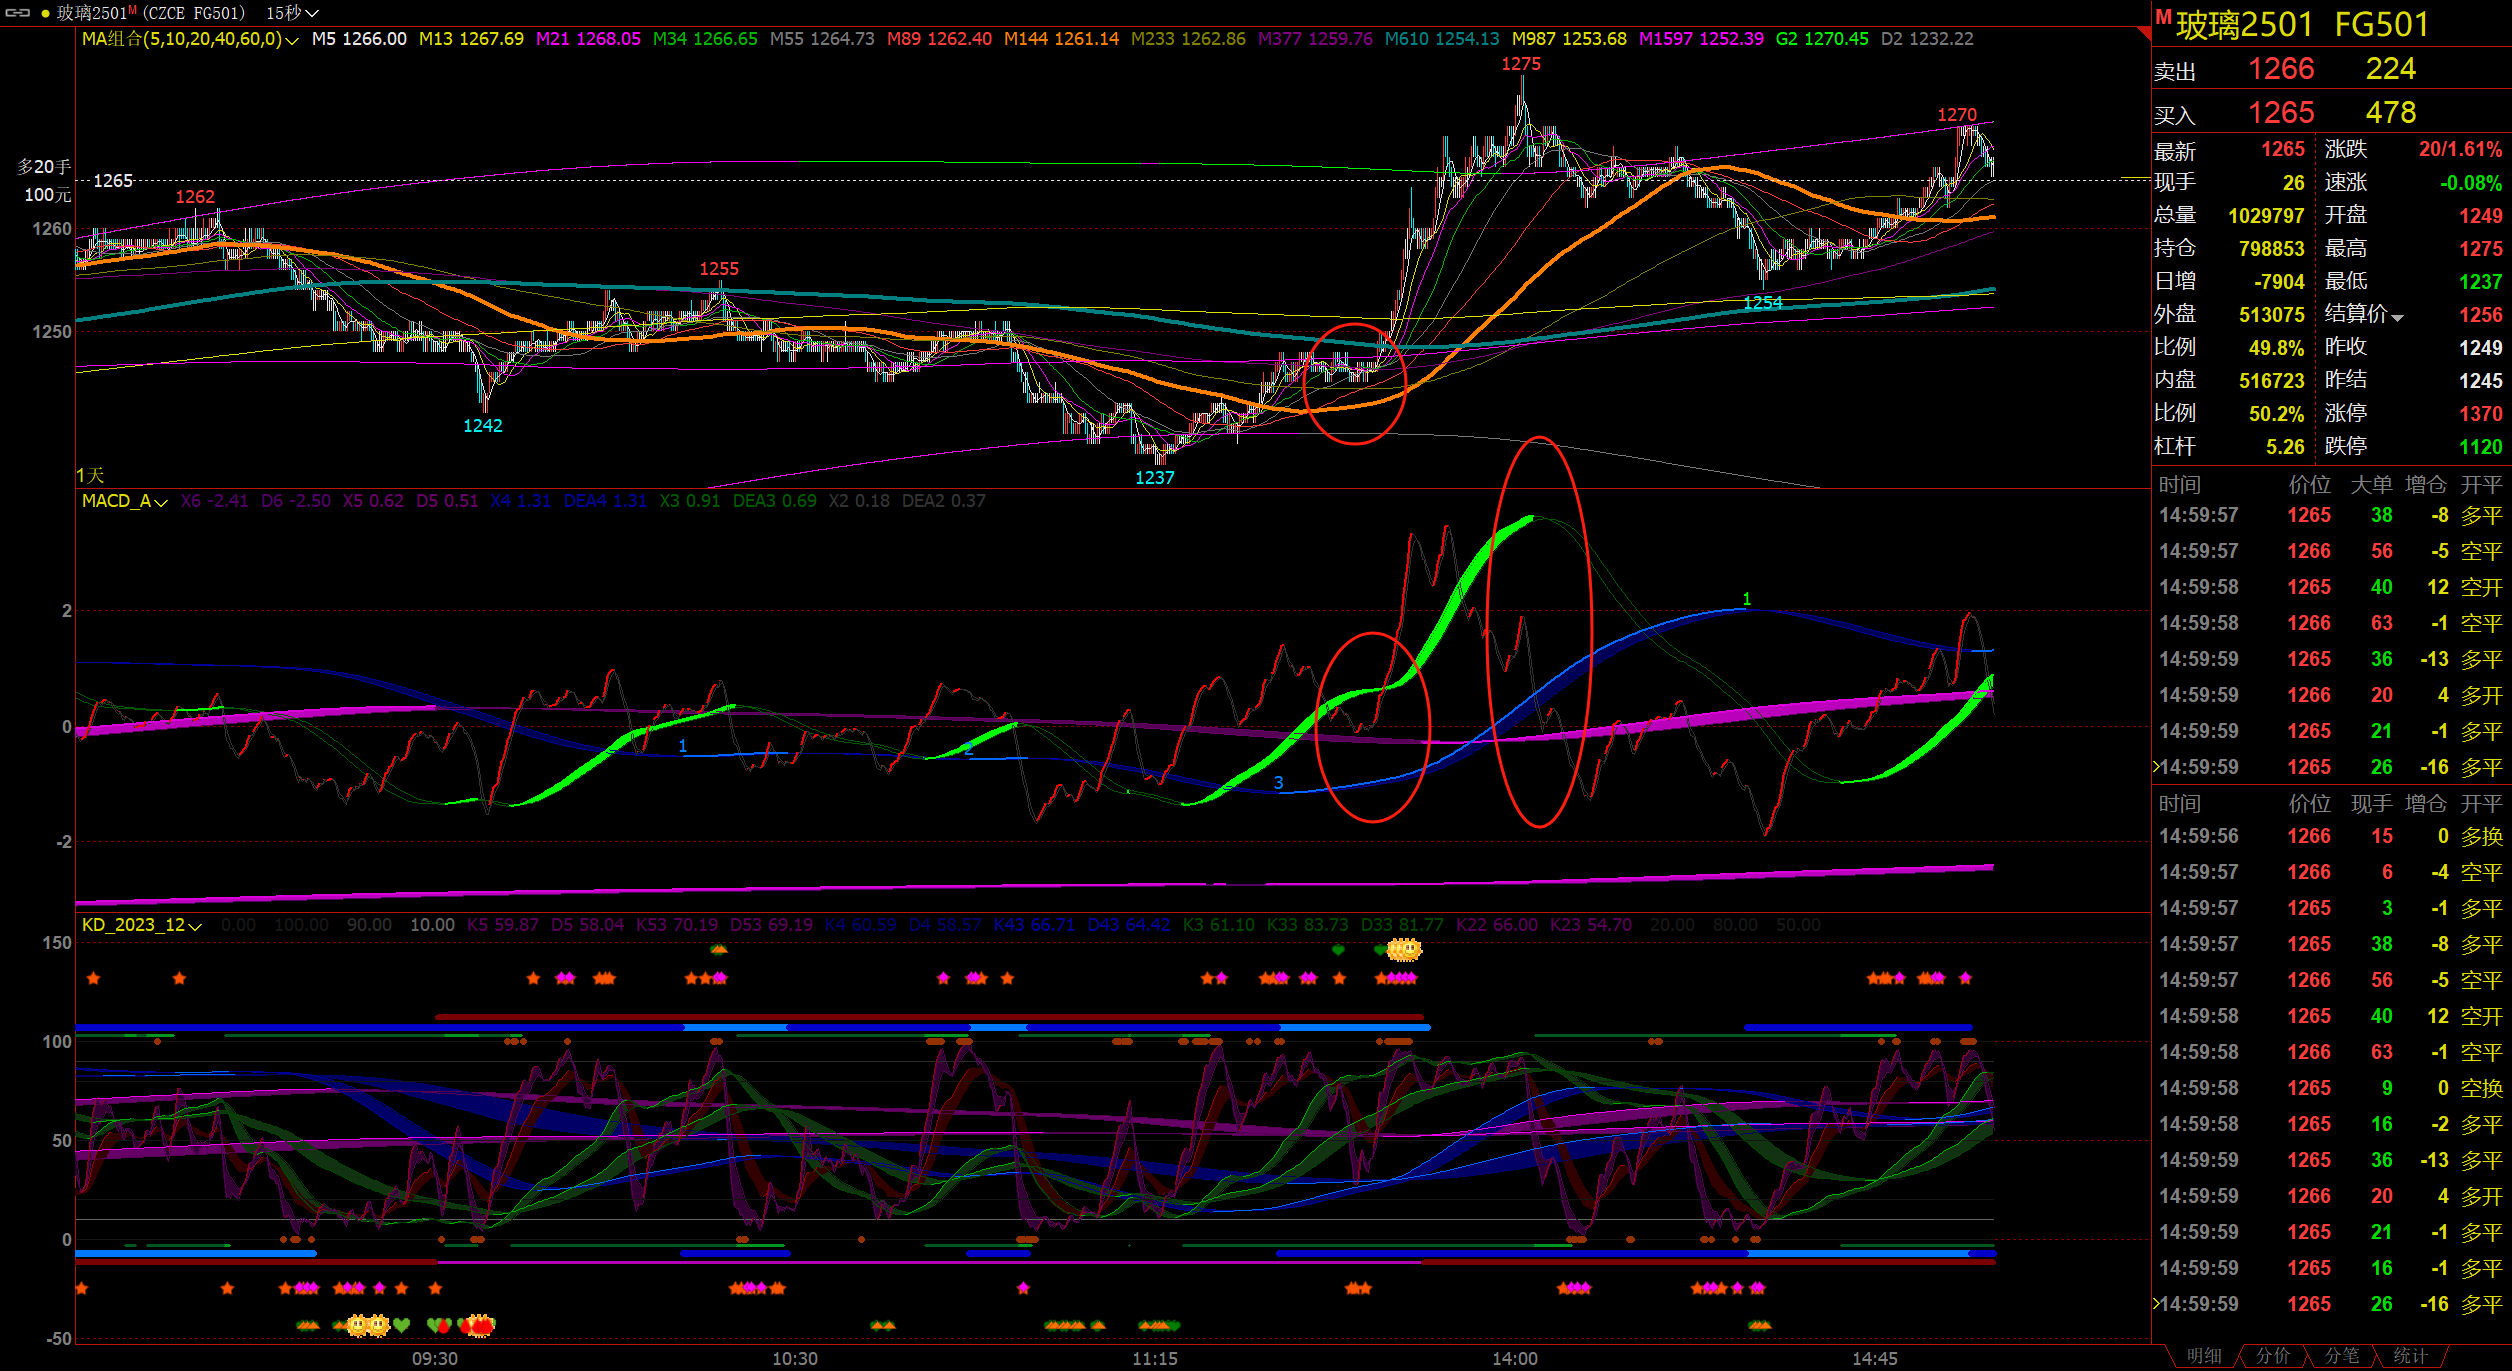 玻璃2501M (CZCE FG501) 15秒
MA组合(5,10,20,40,60,0) M5 1266.00 M13 1267.69 M21 1268.05 M34 1266.65 M55 1264.73 M89 1262.40 M144 1261.14 M233 1262.86 M377 1259.76 M610 1254.13 M987 1253.68 M1597 1252.39 G2 1270.45 D2 1232.22
1275
1270
多20手
1265
100元
1262
1260
1255
1254
1250
1242
1237
1天
MACD_A X6 -2.41 D6 -2.50 X5 0.62 D5 0.51 X4 1.31 DEA4 1.31 X3 0.91 DEA3 0.69 X2 0.18 DEA2 0.37
2
1
0
1
2
3
-2
KD_2023_12 0.00 100.00 90.00 10.00 K5 59.87 D5 58.04 K53 70.19 D53 69.19 K4 60.59 D4 58.57 K43 66.71 D43 64.42 K3 61.10 K33 83.73 D33 81.77 K22 66.00 K23 54.70 20.00 80.00 50.00
150
100
50
0
-50
09:30 10:30 11:15 14:00 14:45
M玻璃2501 FG501
卖出 1266 224
买入 1265 478
最新 1265 涨跌 20/1.61%
现手 26 速涨 -0.08%
总量 1029797 开盘 1249
持仓 798853 最高 1275
日增 -7904 最低 1237
外盘 513075 结算价 1256
比例 49.8% 昨收 1249
内盘 516723 昨结 1245
比例 50.2% 涨停 1370
杠杆 5.26 跌停 1120
时间 价位 大单 增仓 开平
14:59:57 1265 38 -8 多平
14:59:57 1266 56 -5 空平
14:59:58 1265 40 12 空开
14:59:58 1266 63 -1 空平
14:59:59 1265 36 -13 多平
14:59:59 1266 20 4 多开
14:59:59 1265 21 -1 多平
14:59:59 1265 26 -16 多平
时间 价位 现手 增仓 开平
14:59:56 1266 15 0 多换
14:59:57 1266 6 -4 空平
14:59:57 1265 3 -1 多平
14:59:57 1265 38 -8 多平
14:59:57 1266 56 -5 空平
14:59:58 1265 40 12 空开
14:59:58 1266 63 -1 空平
14:59:58 1265 9 0 空换
14:59:58 1265 16 -2 多平
14:59:59 1265 36 -13 多平
14:59:59 1266 20 4 多开
14:59:59 1265 21 -1 多平
14:59:59 1265 16 -1 多平
14:59:59 1265 26 -16 多平
明细 分价 分笔 统计